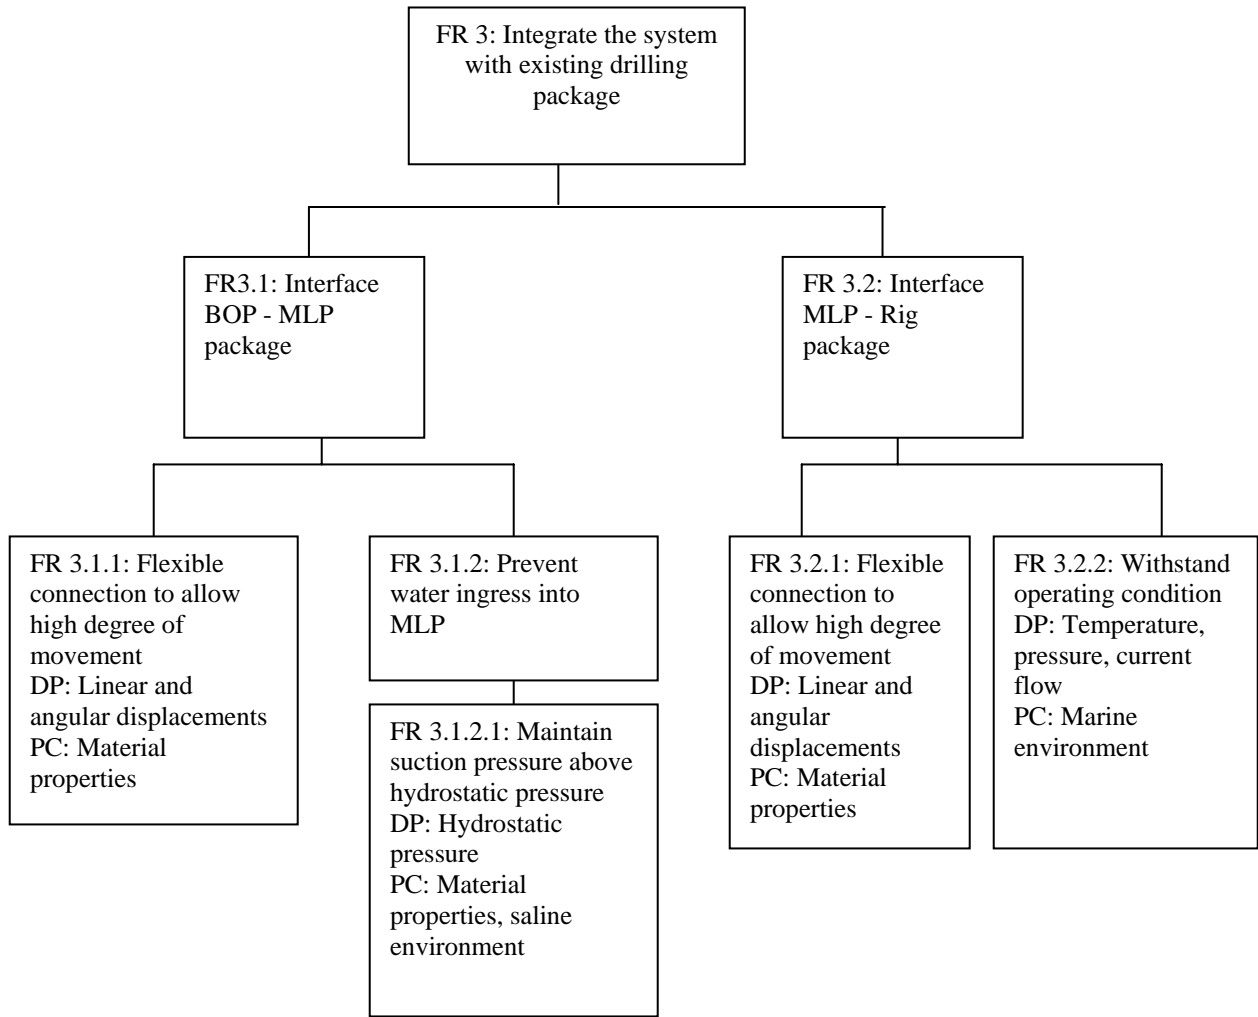 FR 3: Integrate the system
with existing drilling
package
FR3.1: Interface
BOP - MLP
package
FR 3.2: Interface
MLP - Rig
package
FR 3.1.1: Flexible
connection to allow
high degree of
movement
DP: Linear and
angular displacements
PC: Material
properties
FR 3.1.2: Prevent
water ingress into
MLP
FR 3.1.2.1: Maintain
suction pressure above
hydrostatic pressure
DP: Hydrostatic
pressure
PC: Material
properties, saline
environment
FR 3.2.1: Flexible
connection to
allow high degree
of movement
DP: Linear and
angular
displacements
PC: Material
properties
FR 3.2.2: Withstand
operating condition
DP: Temperature,
pressure, current
flow
PC: Marine
environment